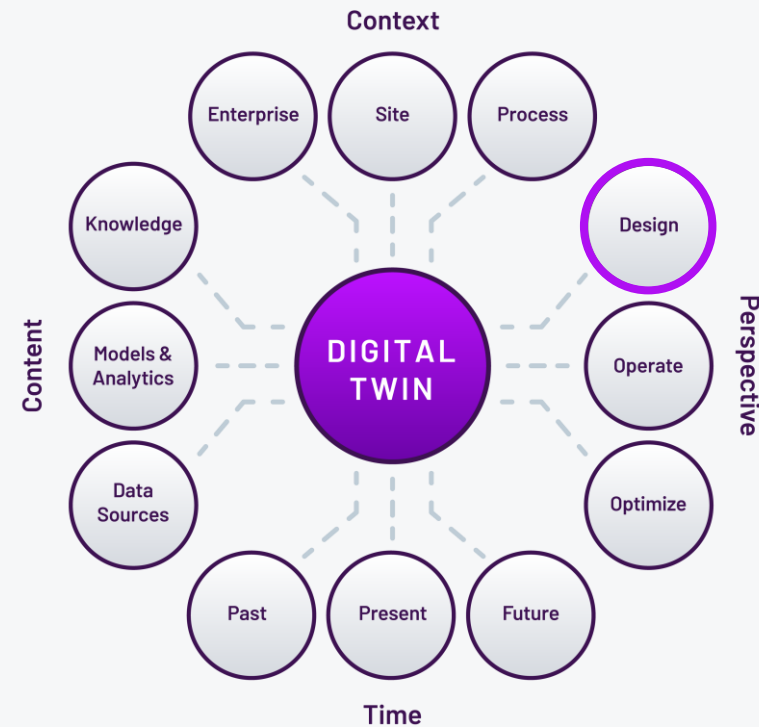 Context
Enterprise
Site
Process
Knowledge
Design
Content
Models &
Analytics
DIGITAL
TWIN
Operate
Perspective
Data
Sources
Optimize
Past
Present
Future
Time